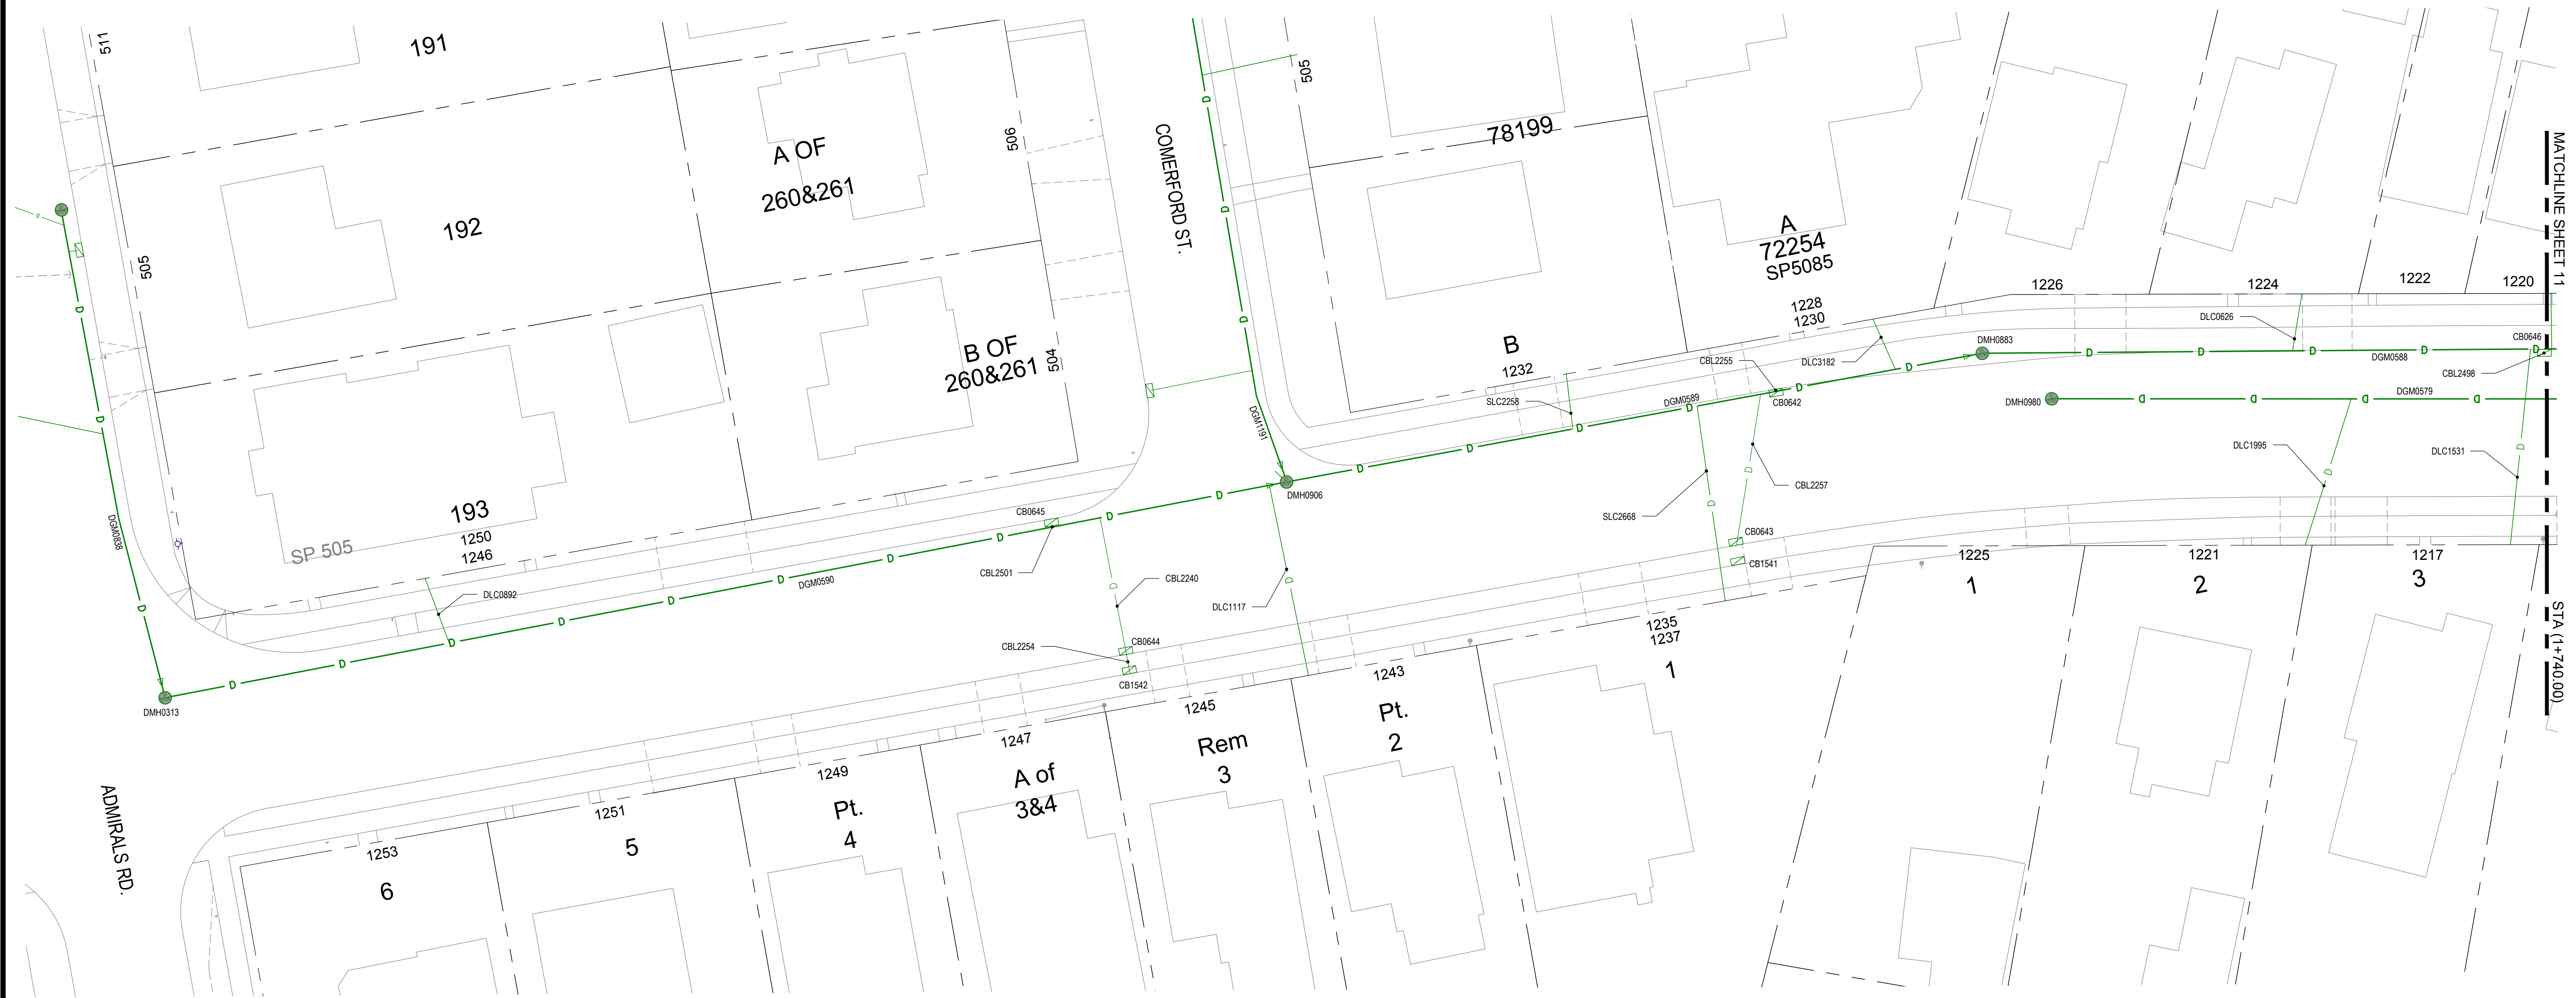 511
191
505
192
A OF
260&261
506
COMERFORD ST.
505
78199
A
72254
SP5085
B OF
260&261
504
B
1232
1228
1230
1226
1224
1222
1220
MATCHLINE SHEET 11
STA (1+740.00)
DLC0626
CB0646
DMH0883
DGM0588
CBL2498
CBL2255
DLC3182
CB0642
DGM0589
SLC2258
DGM0579
DMH0980
DGM1191
DMH0906
DLC1995
DLC1531
CBL2257
SLC2668
CB0643
CB1541
193
1250
1246
SP 505
DGM0838
CB0645
CBL2501
DGM0590
DLC0892
CBL2240
DLC1117
CBL2254
CB0644
CB1542
DMH0313
ADMIRALS RD.
1225
1
1221
2
1217
3
1235
1237
1
1243
Pt.
2
1245
Rem
3
1247
A of
3&4
1249
Pt.
4
1251
5
1253
6
D D D D
D D D
D D D D D D D D D D
D D D D D
D D D D
D D D D
D D D D D D